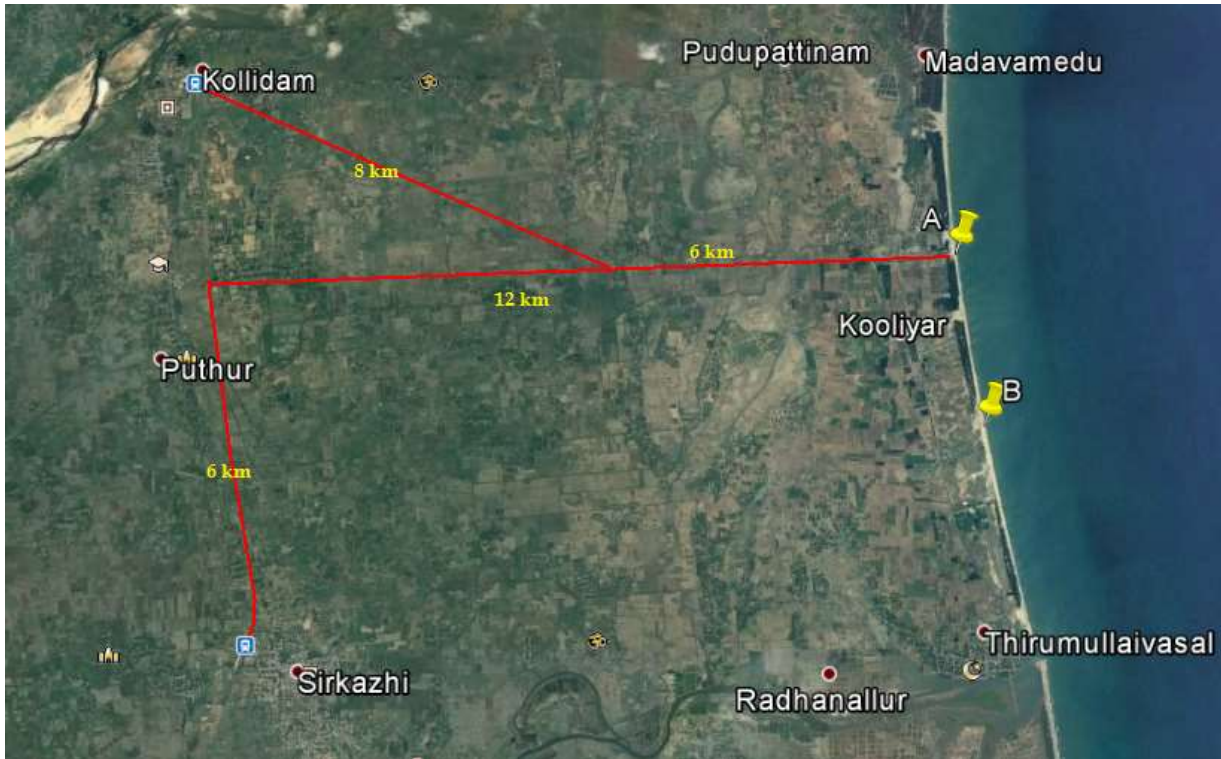 Pudupattinam
Madavamedu
Kollidam
8 km
A
6 km
12 km
Kooliyar
Puthur
B
6 km
Thirumullaivasal
Sirkazhi
Radhanallur